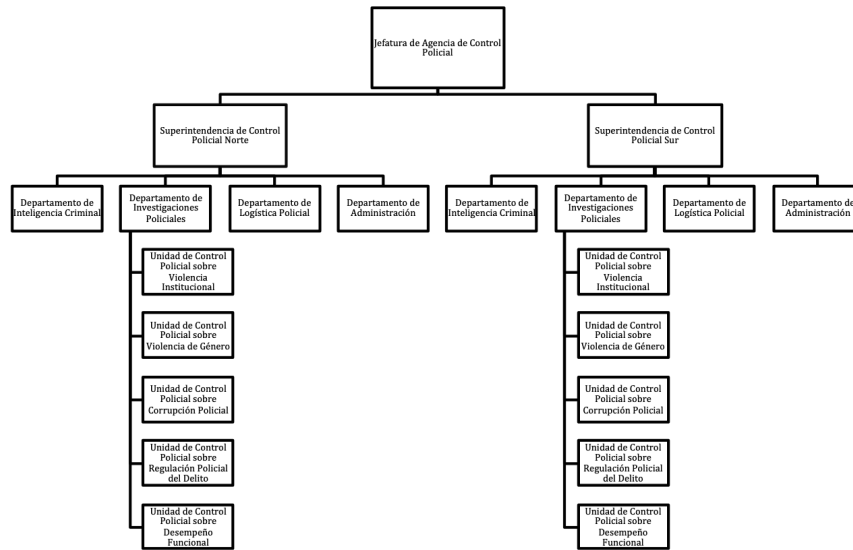 Jefatura de Agencia de Control
Policial
Superintendencia de Control
Policial Norte
Superintendencia de Control
Policial Sur
Departamento de
Inteligencia Criminal
Departamento de
Investigaciones
Policiales
Departamento de
Logística Policial
Departamento de
Administración
Departamento de
Inteligencia Criminal
Departamento de
Investigaciones
Policiales
Departamento de
Logística Policial
Departamento de
Administración
Unidad de Control
Policial sobre
Violencia
Institucional
Unidad de Control
Policial sobre
Violencia de Género
Unidad de Control
Policial sobre
Corrupción Policial
Unidad de Control
Policial sobre
Regulación Policial
del Delito
Unidad de Control
Policial sobre
Desempeño
Funcional
Unidad de Control
Policial sobre
Violencia
Institucional
Unidad de Control
Policial sobre
Violencia de Género
Unidad de Control
Policial sobre
Corrupción Policial
Unidad de Control
Policial sobre
Regulación Policial
del Delito
Unidad de Control
Policial sobre
Desempeño
Funcional